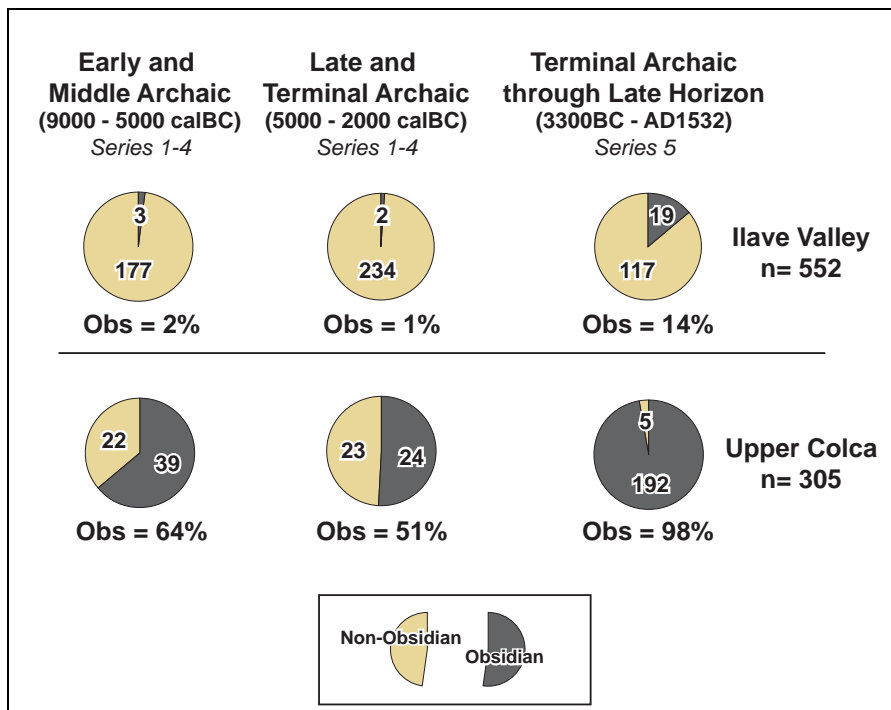 Early and
Middle Archaic
(9000 - 5000 calBC)
Series 1-4
Late and
Terminal Archaic
(5000 - 2000 calBC)
Series 1-4
Terminal Archaic
through Late Horizon
(3300BC - AD1532)
Series 5
3
177
Obs = 2%
2
234
Obs = 1%
19
117
Obs = 14%
Ilave Valley
n= 552
22
39
Obs = 64%
23
24
Obs = 51%
5
192
Obs = 98%
Upper Colca
n= 305
Non-Obsidian
Obsidian